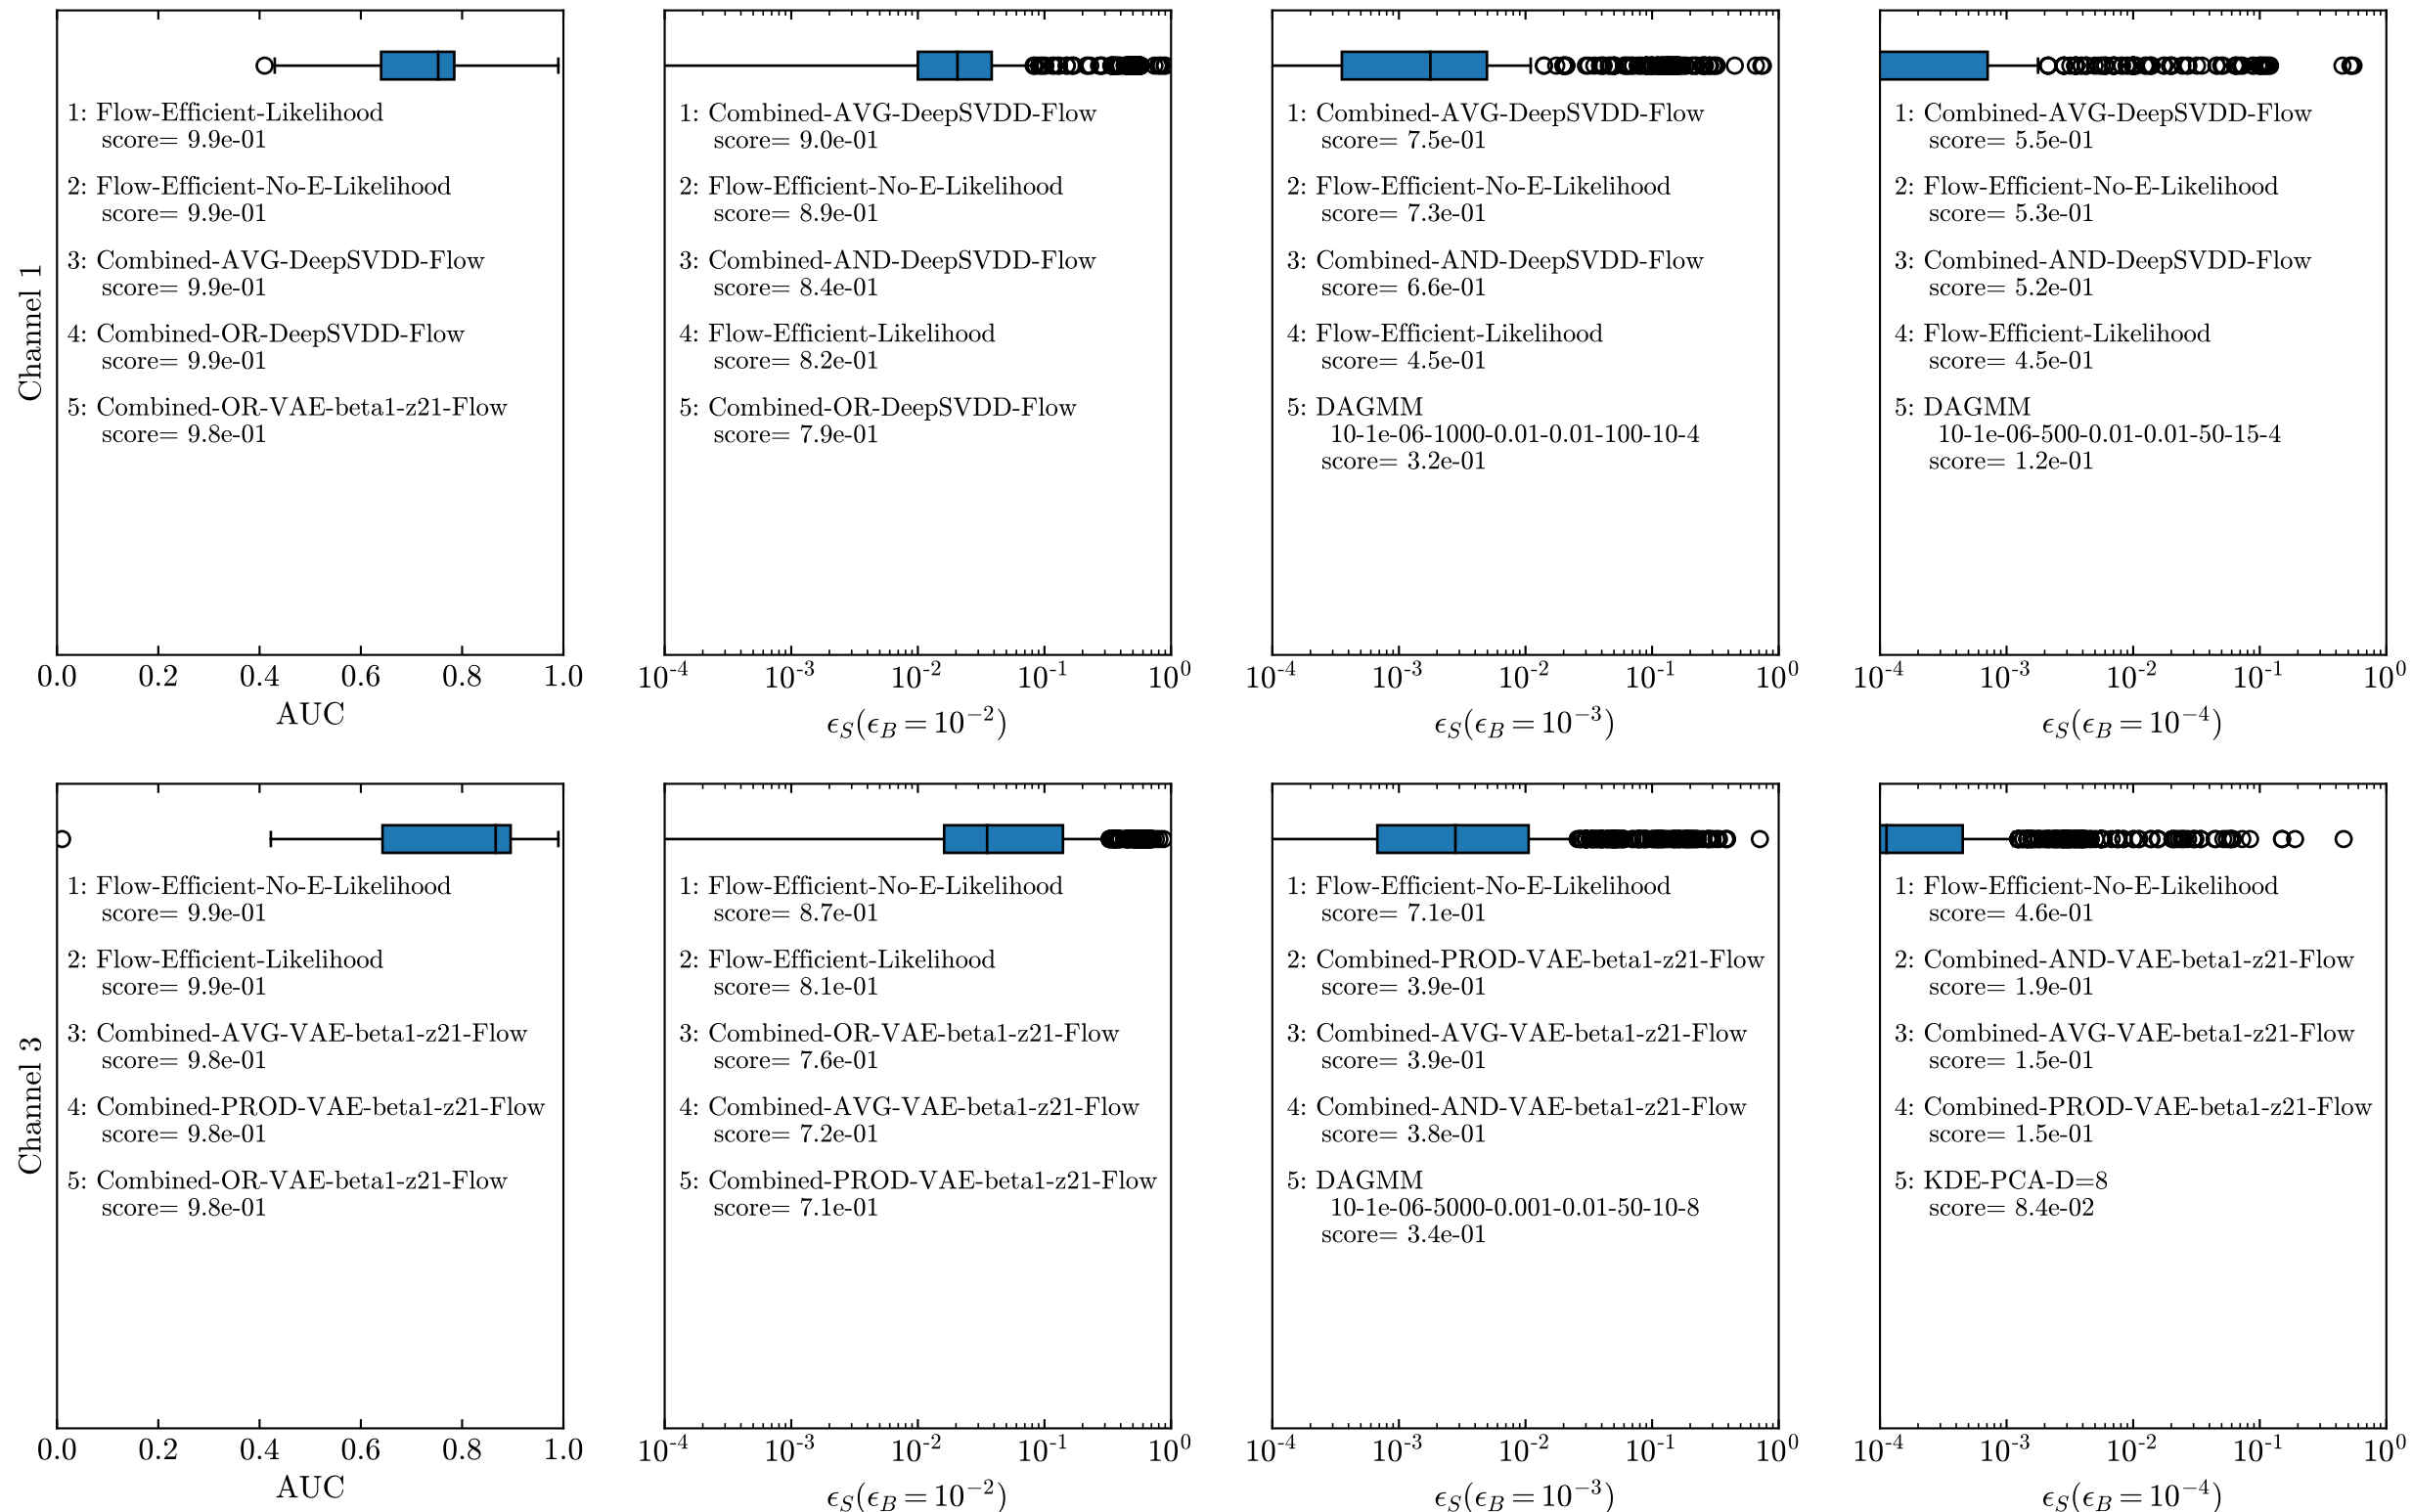 Channel 1
1: Flow-Efficient-Likelihood
score= 9.9e-01
2: Flow-Efficient-No-E-Likelihood
score= 9.9e-01
3: Combined-AVG-DeepSVDD-Flow
score= 9.9e-01
4: Combined-OR-DeepSVDD-Flow
score= 9.9e-01
5: Combined-OR-VAE-beta1-z21-Flow
score= 9.8e-01
0.0 0.2 0.4 0.6 0.8 1.0
AUC
1: Combined-AVG-DeepSVDD-Flow
score= 9.0e-01
2: Flow-Efficient-No-E-Likelihood
score= 8.9e-01
3: Combined-AND-DeepSVDD-Flow
score= 8.4e-01
4: Flow-Efficient-Likelihood
score= 8.2e-01
5: Combined-OR-DeepSVDD-Flow
score= 7.9e-01
10^-4 10^-3 10^-2 10^-1 10^0
ϵ_S(ϵ_B = 10^−2)
1: Combined-AVG-DeepSVDD-Flow
score= 7.5e-01
2: Flow-Efficient-No-E-Likelihood
score= 7.3e-01
3: Combined-AND-DeepSVDD-Flow
score= 6.6e-01
4: Flow-Efficient-Likelihood
score= 4.5e-01
5: DAGMM
10-1e-06-1000-0.01-0.01-100-10-4
score= 3.2e-01
10^-4 10^-3 10^-2 10^-1 10^0
ϵ_S(ϵ_B = 10^−3)
1: Combined-AVG-DeepSVDD-Flow
score= 5.5e-01
2: Flow-Efficient-No-E-Likelihood
score= 5.3e-01
3: Combined-AND-DeepSVDD-Flow
score= 5.2e-01
4: Flow-Efficient-Likelihood
score= 4.5e-01
5: DAGMM
10-1e-06-500-0.01-0.01-50-15-4
score= 1.2e-01
10^-4 10^-3 10^-2 10^-1 10^0
ϵ_S(ϵ_B = 10^−4)
Channel 3
1: Flow-Efficient-No-E-Likelihood
score= 9.9e-01
2: Flow-Efficient-Likelihood
score= 9.9e-01
3: Combined-AVG-VAE-beta1-z21-Flow
score= 9.8e-01
4: Combined-PROD-VAE-beta1-z21-Flow
score= 9.8e-01
5: Combined-OR-VAE-beta1-z21-Flow
score= 9.8e-01
0.0 0.2 0.4 0.6 0.8 1.0
AUC
1: Flow-Efficient-No-E-Likelihood
score= 8.7e-01
2: Flow-Efficient-Likelihood
score= 8.1e-01
3: Combined-OR-VAE-beta1-z21-Flow
score= 7.6e-01
4: Combined-AVG-VAE-beta1-z21-Flow
score= 7.2e-01
5: Combined-PROD-VAE-beta1-z21-Flow
score= 7.1e-01
10^-4 10^-3 10^-2 10^-1 10^0
ϵ_S(ϵ_B = 10^−2)
1: Flow-Efficient-No-E-Likelihood
score= 7.1e-01
2: Combined-PROD-VAE-beta1-z21-Flow
score= 3.9e-01
3: Combined-AVG-VAE-beta1-z21-Flow
score= 3.9e-01
4: Combined-AND-VAE-beta1-z21-Flow
score= 3.8e-01
5: DAGMM
10-1e-06-5000-0.001-0.01-50-10-8
score= 3.4e-01
10^-4 10^-3 10^-2 10^-1 10^0
ϵ_S(ϵ_B = 10^−3)
1: Flow-Efficient-No-E-Likelihood
score= 4.6e-01
2: Combined-AND-VAE-beta1-z21-Flow
score= 1.9e-01
3: Combined-AVG-VAE-beta1-z21-Flow
score= 1.5e-01
4: Combined-PROD-VAE-beta1-z21-Flow
score= 1.5e-01
5: KDE-PCA-D=8
score= 8.4e-02
10^-4 10^-3 10^-2 10^-1 10^0
ϵ_S(ϵ_B = 10^−4)